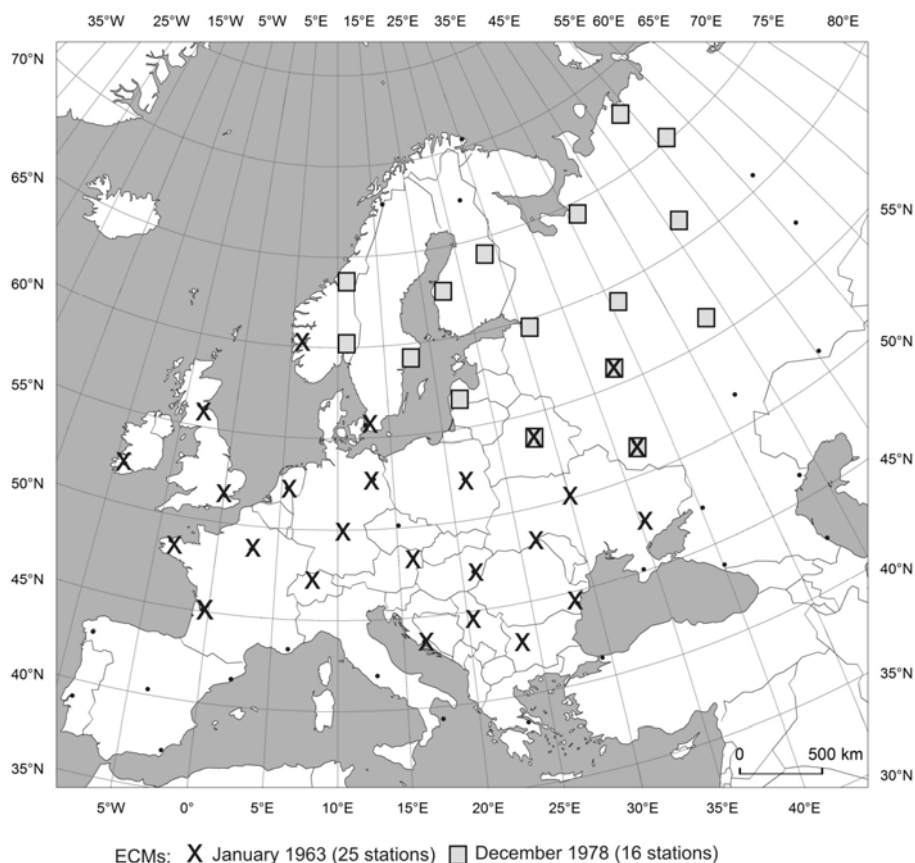 35°W 25°W 15°W 5°E 5°E 15°E 25°E 35°E 45°E 55°E 60°E 65°E 70°E 75°E 80°E
70°N
65°N
55°N
60°N
50°N
55°N
45°N
50°N
45°N
40°N
40°N
35°N
0 500 km
35°N
30°N
5°W 0° 5°E 10°E 15°E 20°E 25°E 30°E 35°E 40°E
ECMs: X January 1963 (25 stations) December 1978 (16 stations)